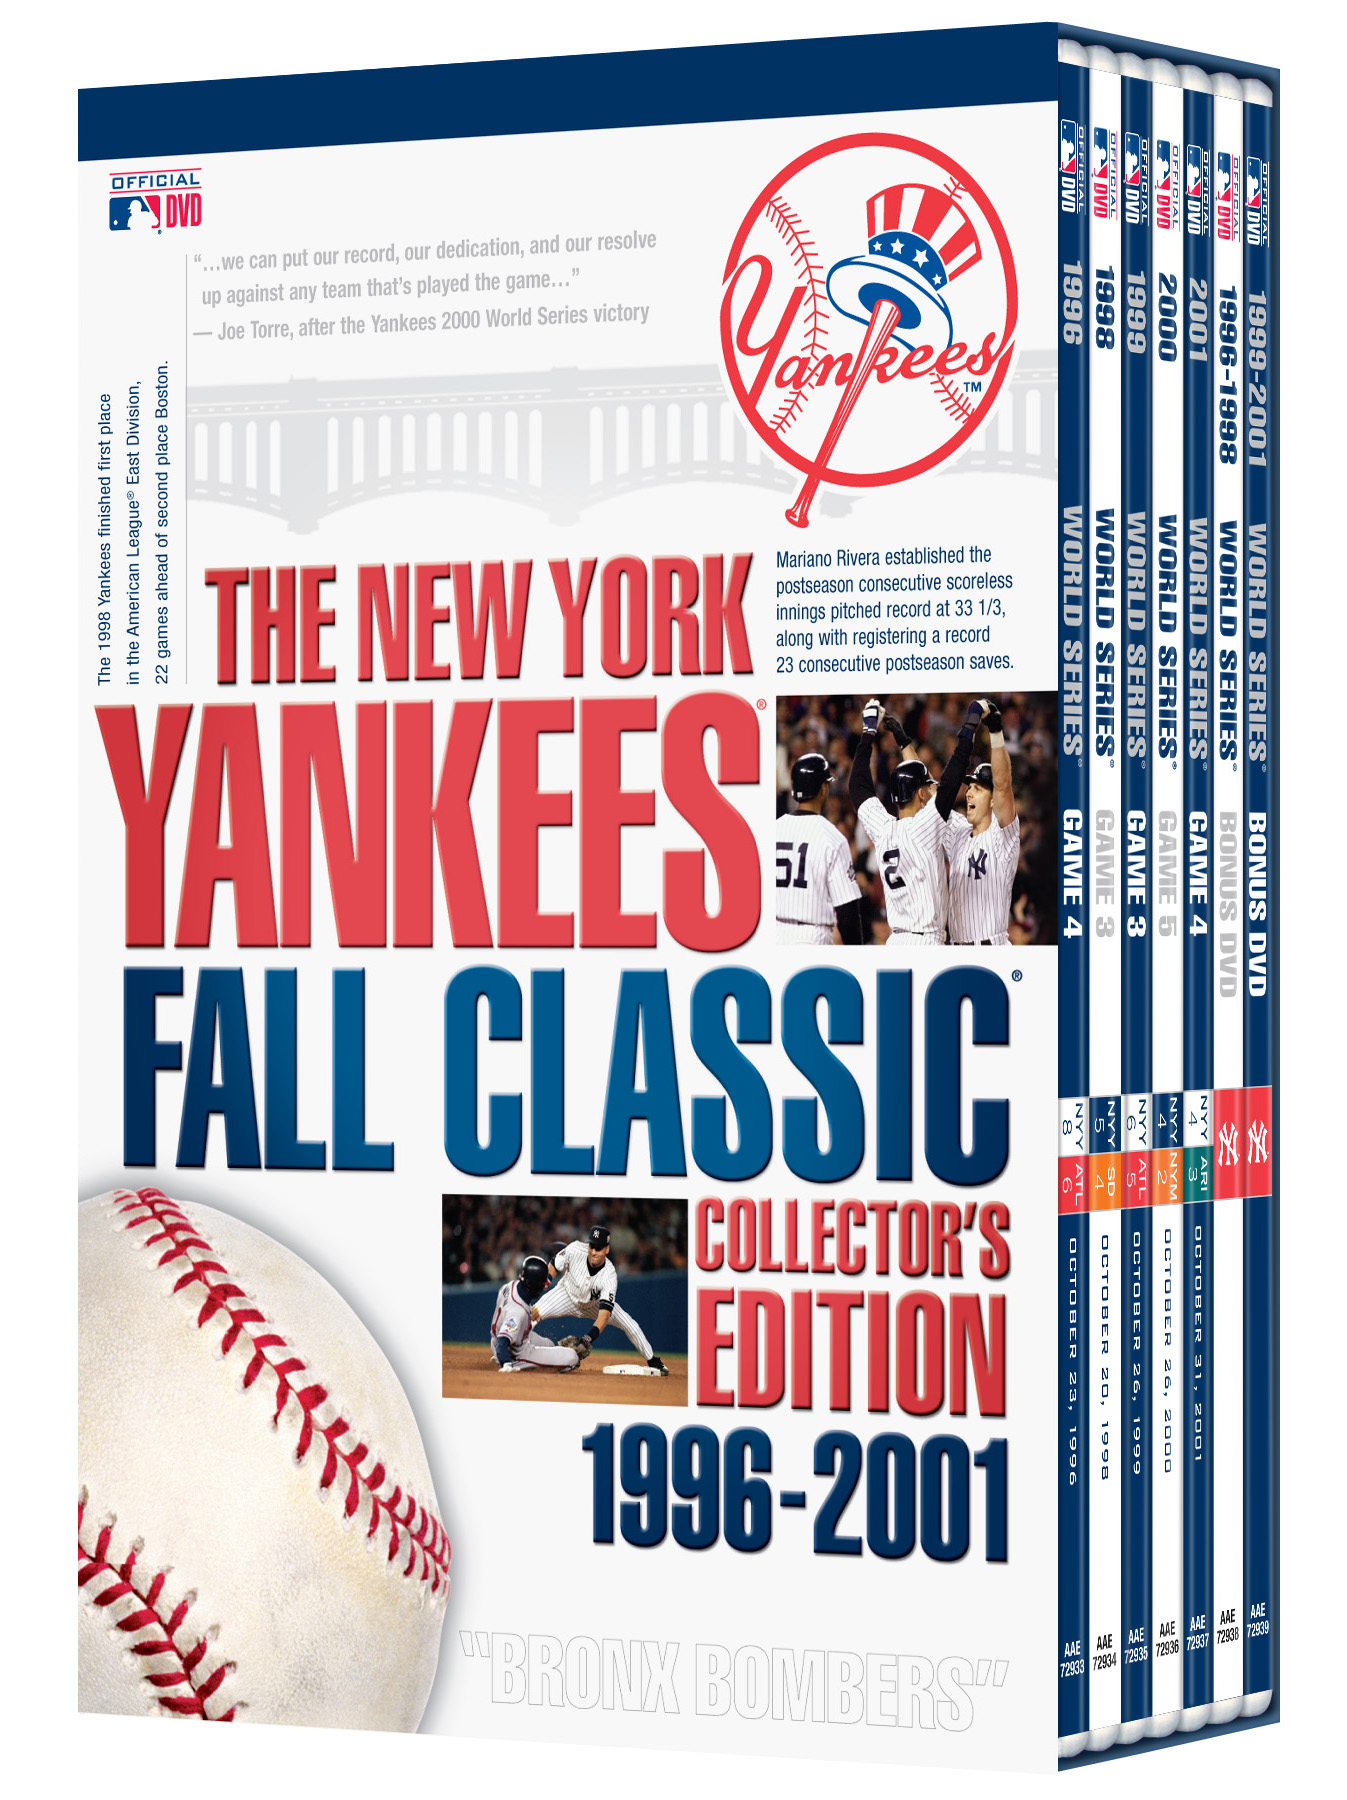 OFFICIAL
DVD
“...we can put our record, our dedication, and our resolve
up against any team that’s played the game...”
— Joe Torre, after the Yankees 2000 World Series victory
The 1998 Yankees finished first place
in the American League® East Division,
22 games ahead of second place Boston.
Yankees
TM
THE NEW YORK
Mariano Rivera established the
postseason consecutive scoreless
innings pitched record at 33 1/3,
along with registering a record
23 consecutive postseason saves.
YANKEES®
51
2
NY
FALL CLASSIC®
COLLECTOR’S
EDITION
1996-2001
“BRONX BOMBERS”
OFFICIAL DVD 1996 WORLD SERIES® GAME 4 NYY 8 ATL 6 OCTOBER 23, 1996 AAE 72933
OFFICIAL DVD 1998 WORLD SERIES® GAME 3 NYY 5 SD 4 OCTOBER 20, 1998 AAE 72934
OFFICIAL DVD 1999 WORLD SERIES® GAME 3 NYY 6 ATL 5 OCTOBER 26, 1999 AAE 72935
OFFICIAL DVD 2000 WORLD SERIES® GAME 5 NYY 4 NYM 2 OCTOBER 26, 2000 AAE 72936
OFFICIAL DVD 2001 WORLD SERIES® GAME 4 NYY 4 ARI 3 OCTOBER 31, 2001 AAE 72937
OFFICIAL DVD 1996-1998 WORLD SERIES® BONUS DVD NY AAE 72938
OFFICIAL DVD 1999-2001 WORLD SERIES® BONUS DVD NY AAE 72939